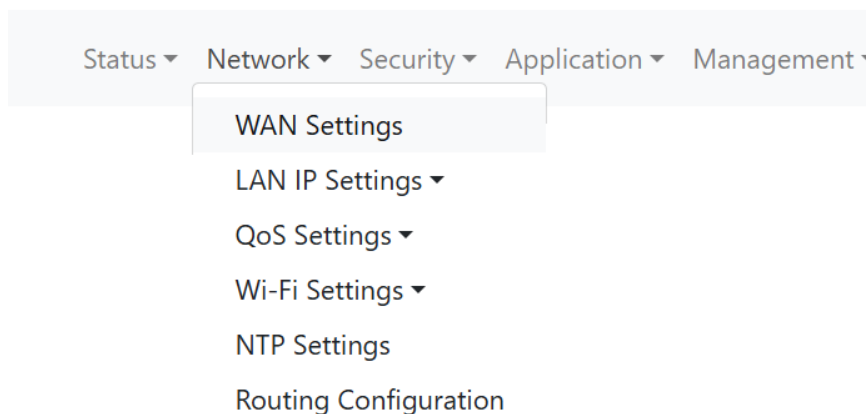 Status Network Security Application Management
WAN Settings
LAN IP Settings
QoS Settings
Wi-Fi Settings
NTP Settings
Routing Configuration